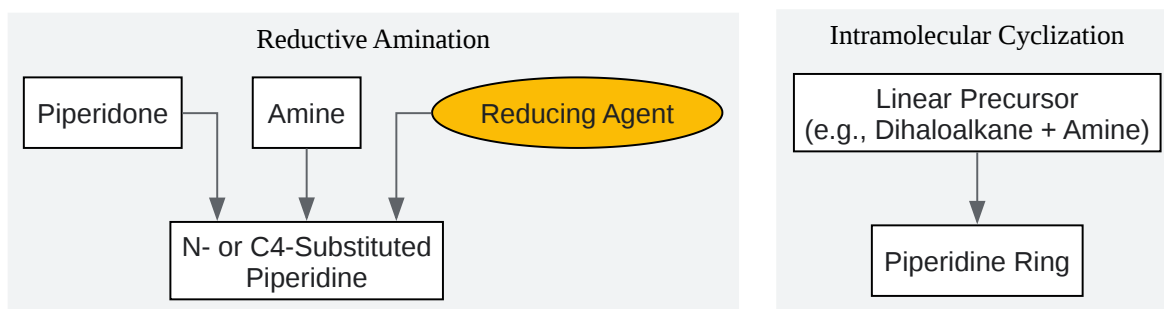 Reductive Amination
Piperidone
Amine
Reducing Agent
N- or C4-Substituted
Piperidine
Intramolecular Cyclization
Linear Precursor
(e.g., Dihaloalkane + Amine)
Piperidine Ring